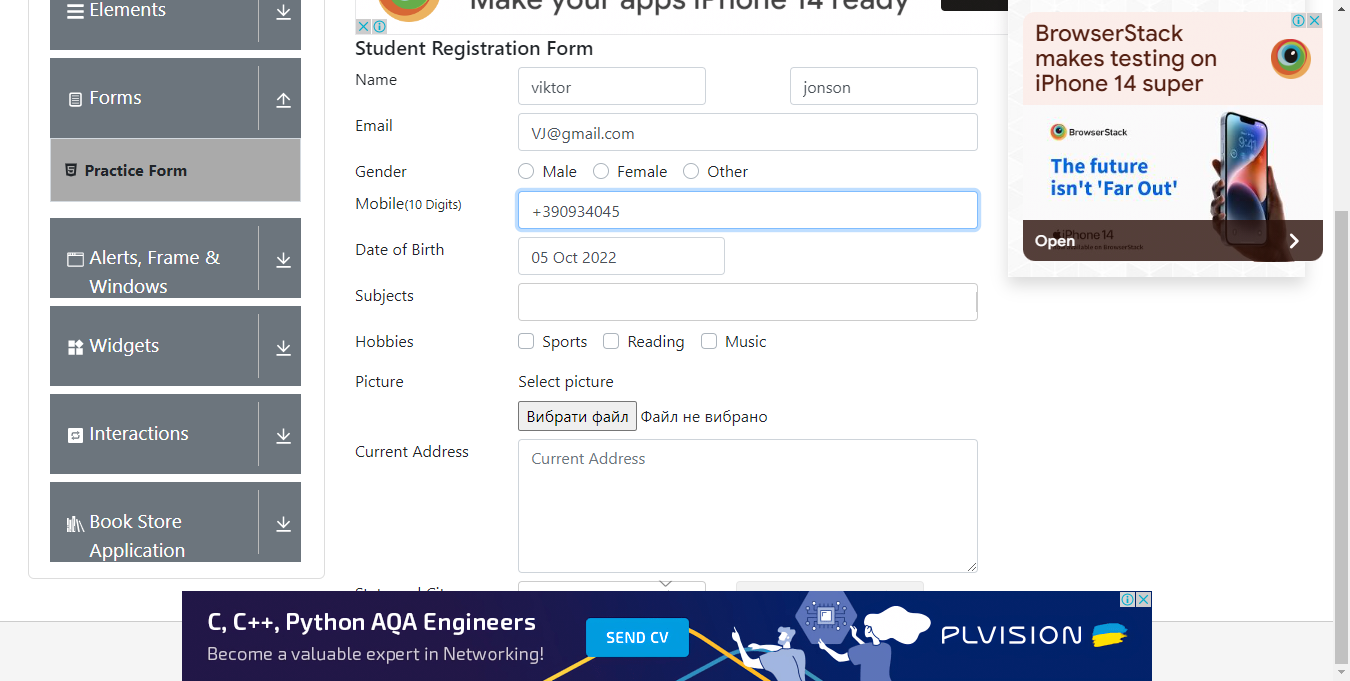 Elements
Forms
Practice Form
Alerts, Frame &
Windows
Widgets
Interactions
Book Store
Application
Make your apps iPhone 14 ready
Student Registration Form
Name
viktor
jonson
Email
VJ@gmail.com
Gender
Male
Female
Other
Mobile(10 Digits)
+390934045
Date of Birth
05 Oct 2022
Subjects
Hobbies
Sports
Reading
Music
Picture
Select picture
Вибрати файл Файл не вибрано
Current Address
Current Address
State and City
BrowserStack
makes testing on
iPhone 14 super
BrowserStack
The future
isn't 'Far Out'
iPhone 14
Open
C, C++, Python AQA Engineers
Become a valuable expert in Networking!
SEND CV
PLVISION